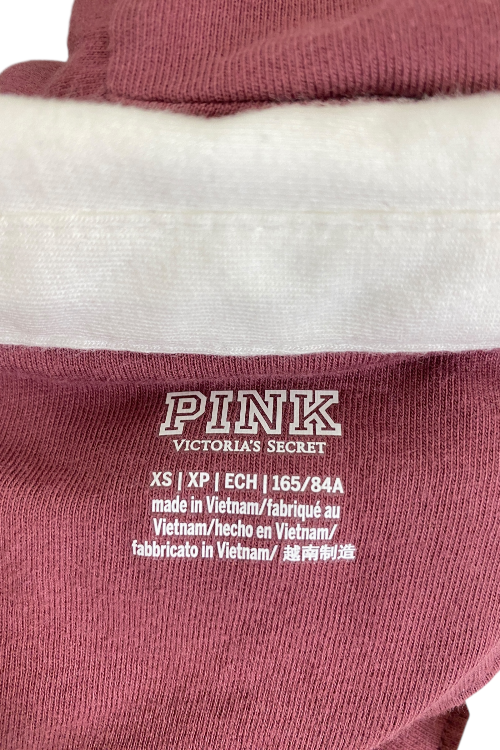 PINK
VICTORIA'S SECRET
XS | XP | ECH | 165/84A
made in Vietnam/fabriqué au
Vietnam/hecho en Vietnam/
fabbricato in Vietnam/ 越南制造